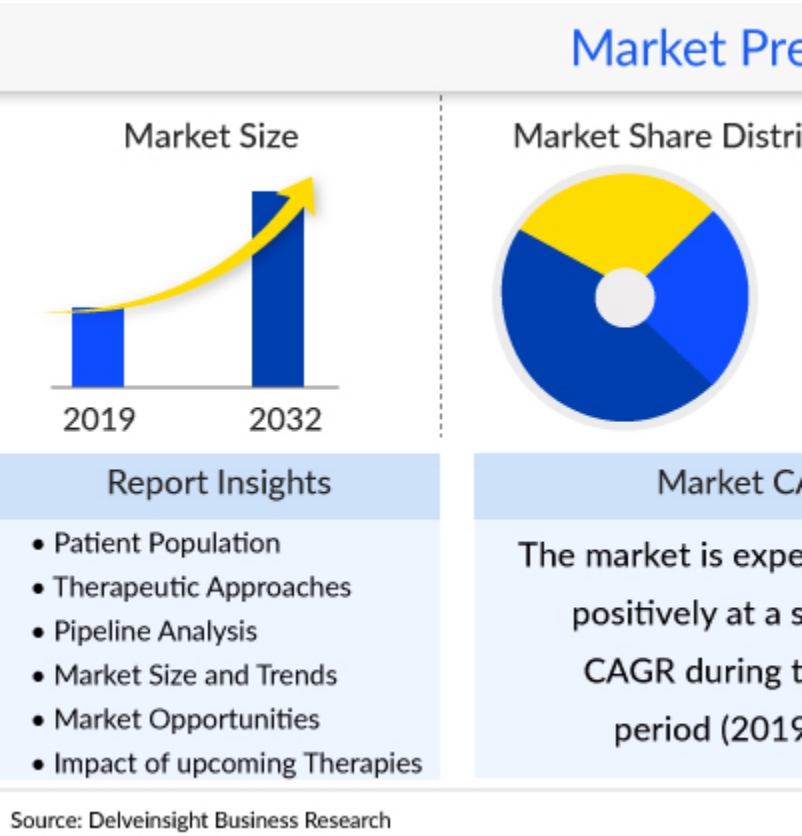 Market Pre
Market Size
2019
2032
Market Share Distri
Report Insights
• Patient Population
• Therapeutic Approaches
• Pipeline Analysis
• Market Size and Trends
• Market Opportunities
• Impact of upcoming Therapies
Market CA
The market is expe
positively at a s
CAGR during t
period (2019
Source: Delveinsight Business Research